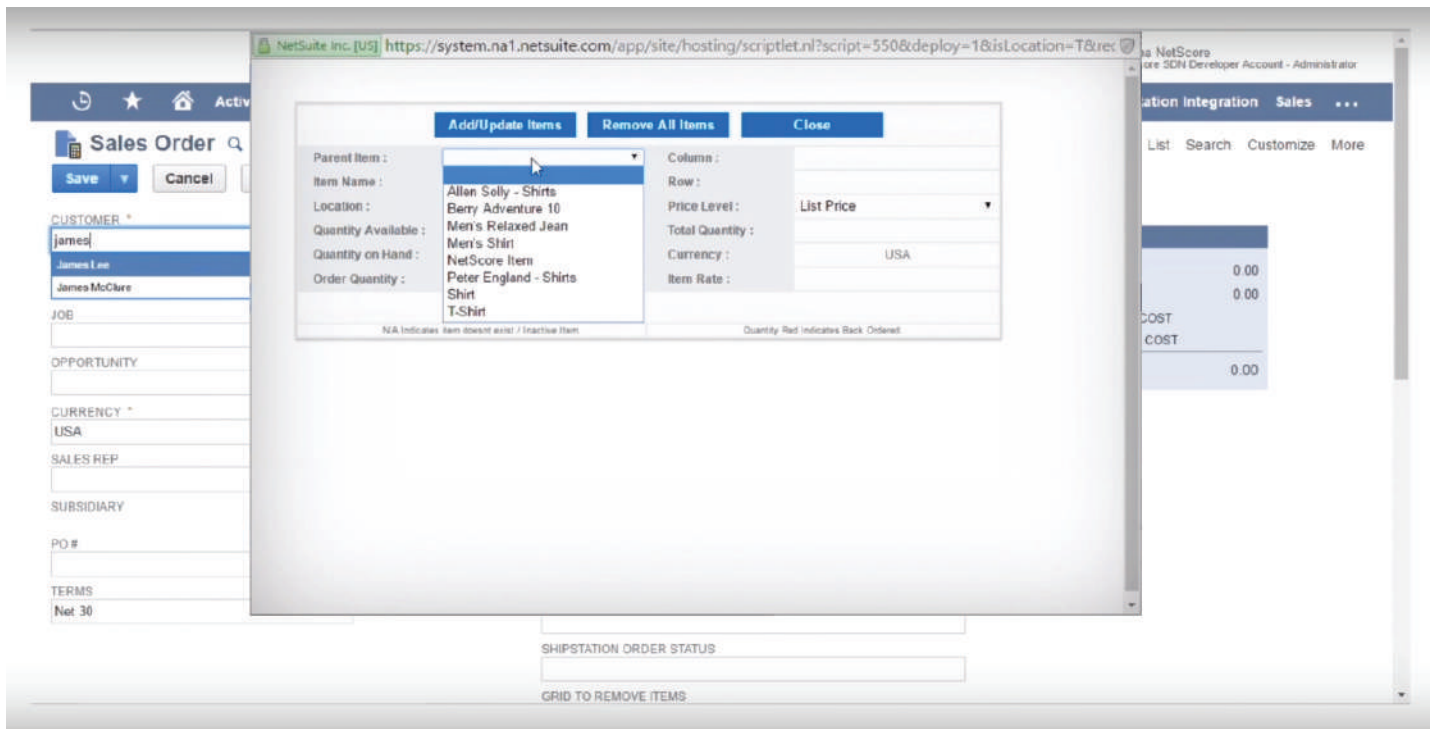 NetSuite Inc. [US] https://system.na1.netsuite.com/app/site/hosting/scriptlet.nl?script=550&deploy=1&isLocation=T&rec
NetScore
SDN Developer Account - Administrator
Activ
ation Integration Sales ...
Sales Order
List Search Customize More
Save
Cancel
CUSTOMER *
james
James Lee
James McClure
JOB
OPPORTUNITY
CURRENCY *
USA
SALES REP
SUBSIDIARY
PO #
TERMS
Net 30
Add/Update Items Remove All Items Close
Parent Item :
Item Name :
Location :
Quantity Available :
Quantity on Hand :
Order Quantity :
Allen Solly - Shirts
Berry Adventure 10
Men's Relaxed Jean
Men's Shirt
NetScore Item
Peter England - Shirts
Shirt
T-Shirt
Column :
Row :
Price Level : List Price
Total Quantity :
Currency : USA
Item Rate :
N/A Indicates item doesnt exist / Inactive Item
Quantity Red Indicates Back Ordered
0.00
0.00
COST
COST
0.00
SHIPSTATION ORDER STATUS
GRID TO REMOVE ITEMS